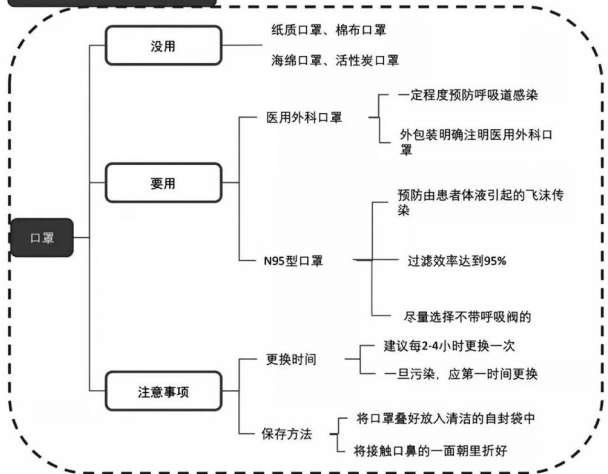 口罩
没用
纸质口罩、棉布口罩
海绵口罩、活性炭口罩
要用
医用外科口罩
一定程度预防呼吸道感染
外包装明确注明医用外科口
罩
N95型口罩
预防由患者体液引起的飞沫传
染
过滤效率达到95%
尽量选择不带呼吸阀的
注意事项
更换时间
建议每2-4小时更换一次
一旦污染，应第一时间更换
保存方法
将口罩叠好放入清洁的自封袋中
将接触口鼻的一面朝里折好